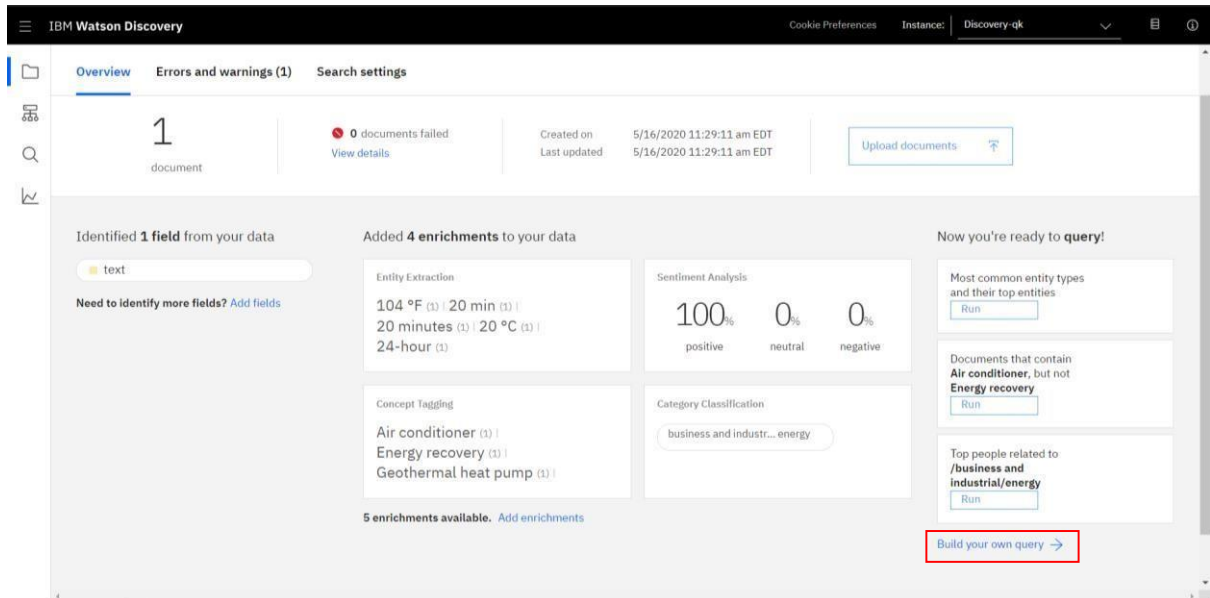 IBM Watson Discovery
Cookie Preferences
Instance:
Discovery-qk
Overview
Errors and warnings (1)
Search settings
1
document
0 documents failed
View details
Created on 5/16/2020 11:29:11 am EDT
Last updated 5/16/2020 11:29:11 am EDT
Upload documents
Identified 1 field from your data
text
Need to identify more fields? Add fields
Added 4 enrichments to your data
Entity Extraction
104 °F (1) | 20 min (1) |
20 minutes (1) | 20 °C (1) |
24-hour (1)
Sentiment Analysis
100% 0% 0%
positive neutral negative
Concept Tagging
Air conditioner (1) |
Energy recovery (1) |
Geothermal heat pump (1) |
Category Classification
business and industr... energy
5 enrichments available. Add enrichments
Now you're ready to query!
Most common entity types
and their top entities
Run
Documents that contain
Air conditioner, but not
Energy recovery
Run
Top people related to
/business and
industrial/energy
Run
Build your own query →